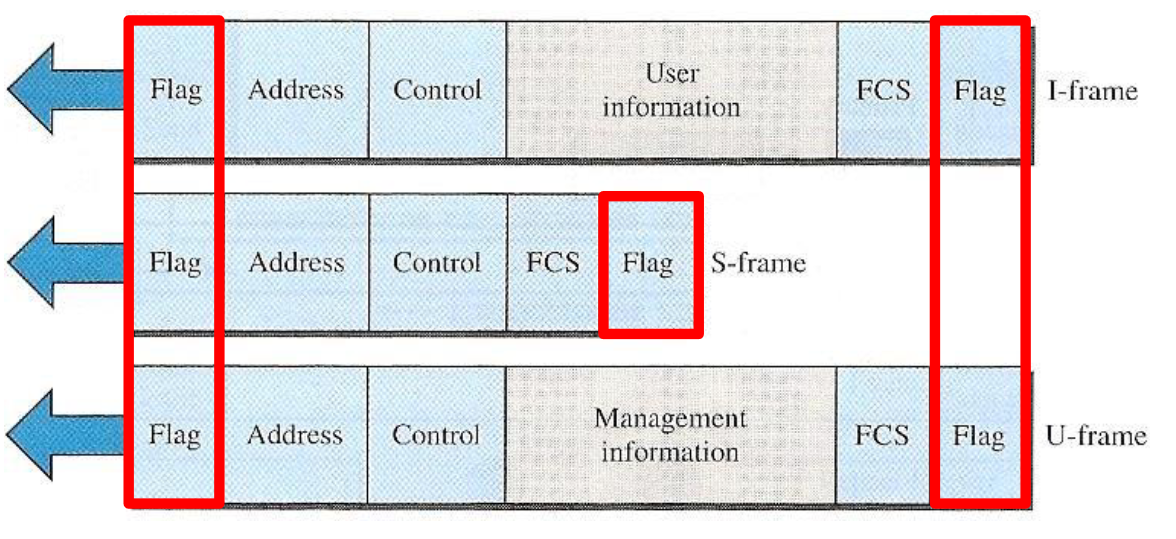 Flag Address Control User information FCS Flag I-frame
Flag Address Control FCS Flag S-frame
Flag Address Control Management information FCS Flag U-frame